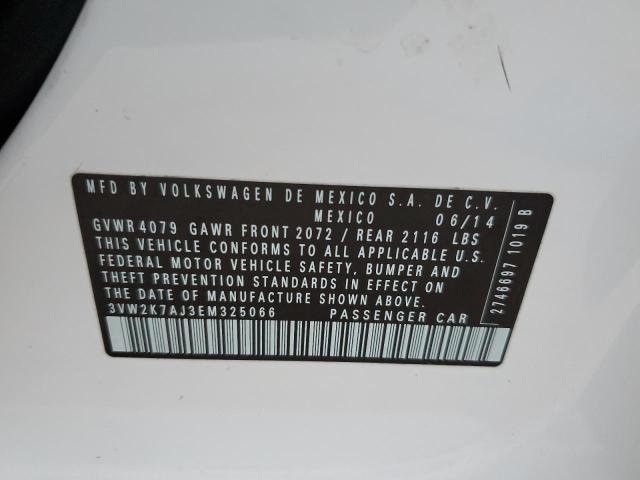 MFD BY VOLKSWAGEN DE MEXICO S.A. DE C.V.
MEXICO 06/14
GVWR 4079 GAWR FRONT 2072 / REAR 2116 LBS
THIS VEHICLE CONFORMS TO ALL APPLICABLE U.S.
FEDERAL MOTOR VEHICLE SAFETY, BUMPER AND
THEFT PREVENTION STANDARDS IN EFFECT ON
THE DATE OF MANUFACTURE SHOWN ABOVE.
3VW2K7AJ3EM325066 PASSENGER CAR
2746697 1019 B